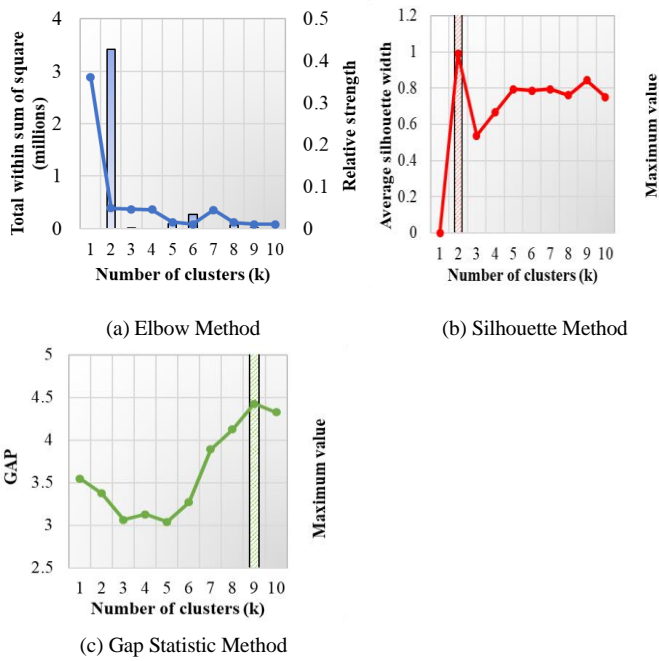 4
3
2
1
0
0.5
0.4
0.3
0.2
0.1
0
Total within sum of square
(millions)
Relative strength
1 2 3 4 5 6 7 8 9 10
Number of clusters (k)
(a) Elbow Method
1.2
1
0.8
0.6
0.4
0.2
0
Average silhouette width
Maximum value
1 2 3 4 5 6 7 8 9 10
Number of clusters (k)
(b) Silhouette Method
5
4.5
4
3.5
3
2.5
GAP
Maximum value
1 2 3 4 5 6 7 8 9 10
Number of clusters (k)
(c) Gap Statistic Method